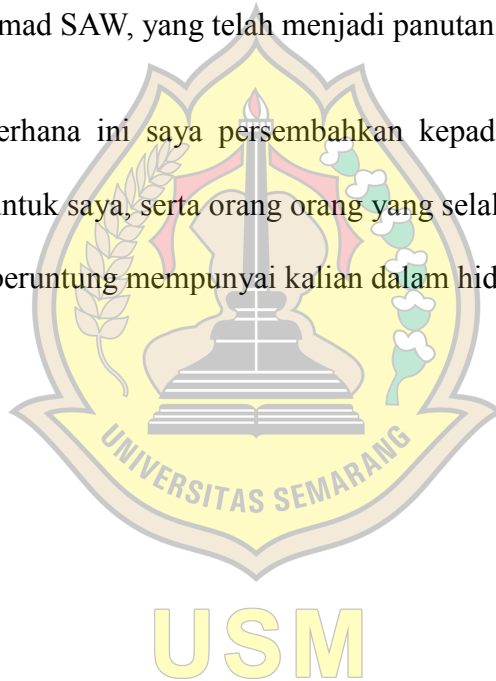 mad SAW, yang telah menjadi panutan
erhana ini saya persembahkan kepad
untuk saya, serta orang orang yang selal
beruntung mempunyai kalian dalam hid
UNIVERSITAS SEMARANG
USM